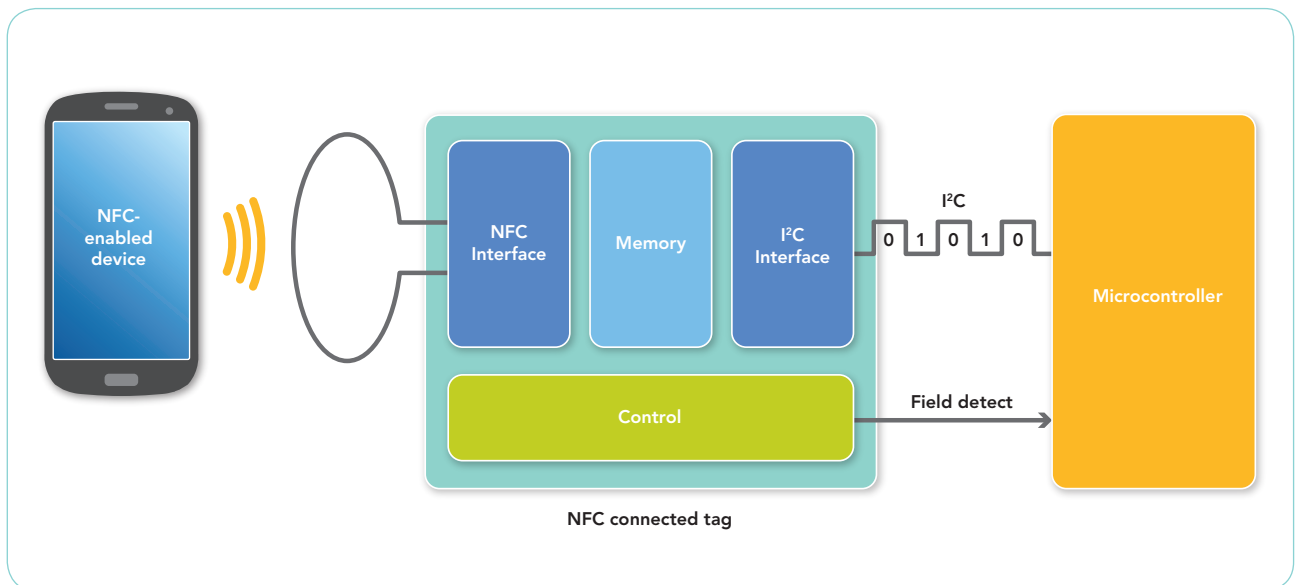 NFC-
enabled
device
NFC
Interface
Memory
I²C
Interface
I²C
0 1 0 1 0
Microcontroller
Control
Field detect
NFC connected tag